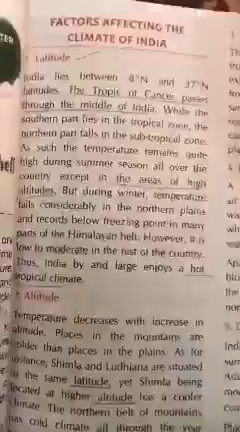 FACTORS AFFECTING THE
CLIMATE OF INDIA
Latitude
India lies between 8°N and 37°N
latitudes. The Tropic of Cancer passes
through the middle of India. While the
southern part lies in the tropical zone, the
northern part falls in the sub-tropical zone.
As such the temperature remains quite
high during summer season all over the
country except in the areas of high
altitudes. But during winter, temperature
falls considerably in the northern plains
and records below freezing point in many
parts of the Himalayan belt. However, it is
low to moderate in the rest of the country.
Thus, India by and large enjoys a hot
tropical climate.
Altitude
Temperature decreases with increase in
altitude. Places in the mountains are
colder than places in the plains. As for
instance, Shimla and Ludhiana are situated
the same latitude, yet Shimla being
located at higher altitude has a cooler
climate. The northern belt of mountains
has cold climate all through the year